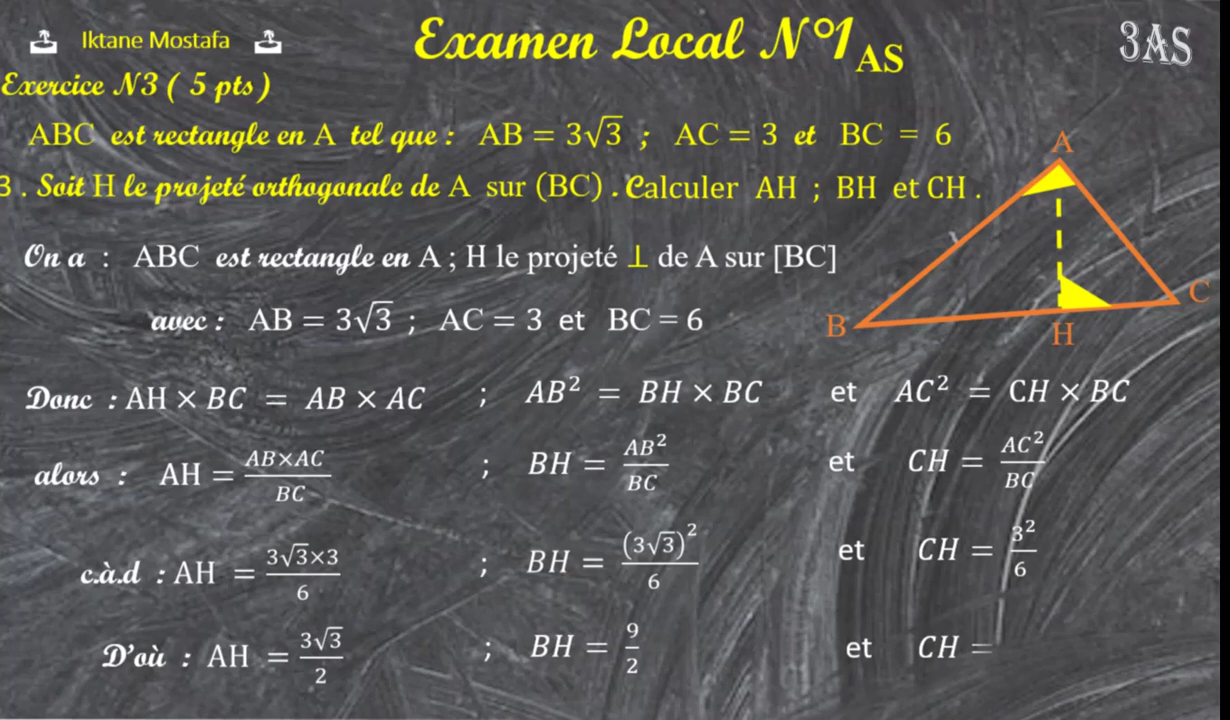 Iktane Mostafa
Examen Local N°1 AS
3AS
Exercice N3 ( 5 pts )
ABC est rectangle en A tel que : AB = 3√3 ; AC = 3 et BC = 6
3 . Soit H le projeté orthogonale de A sur (BC) . Calculer AH ; BH et CH .
A
B
H
C
On a : ABC est rectangle en A ; H le projeté ⊥ de A sur [BC]
avec : AB = 3√3 ; AC = 3 et BC = 6
Donc : AH × BC = AB × AC ; AB² = BH × BC et AC² = CH × BC
alors : AH = AB×AC/BC ; BH = AB²/BC et CH = AC²/BC
c.à.d : AH = 3√3×3/6 ; BH = (3√3)²/6 et CH = 3²/6
D'où : AH = 3√3/2 ; BH = 9/2 et CH =